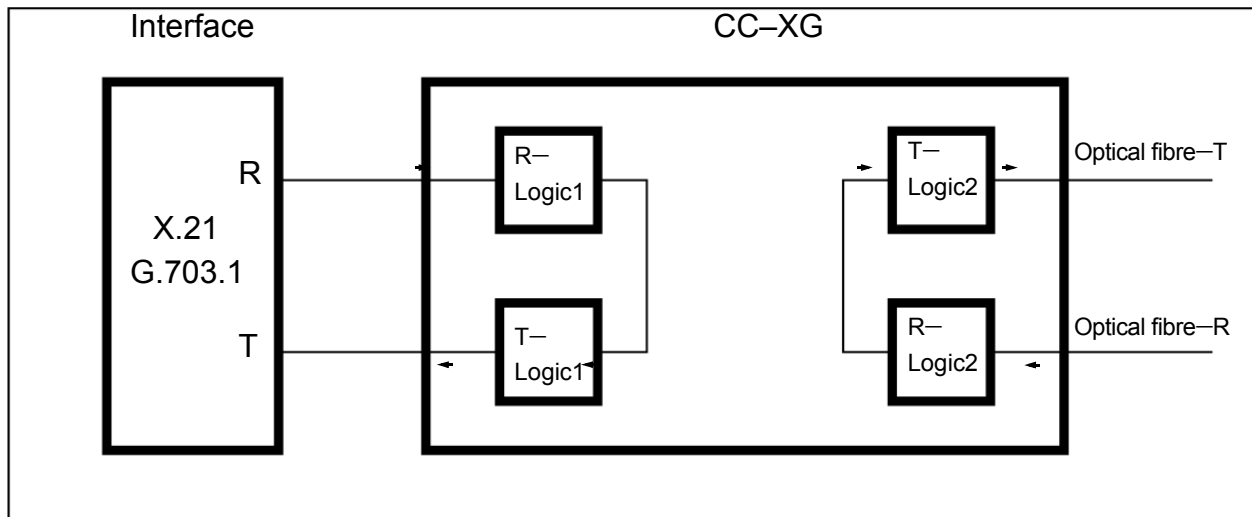 Interface
CC–XG
R
X.21
G.703.1
T
R–
Logic1
T–
Logic1
T–
Logic2
R–
Logic2
Optical fibre–T
Optical fibre–R